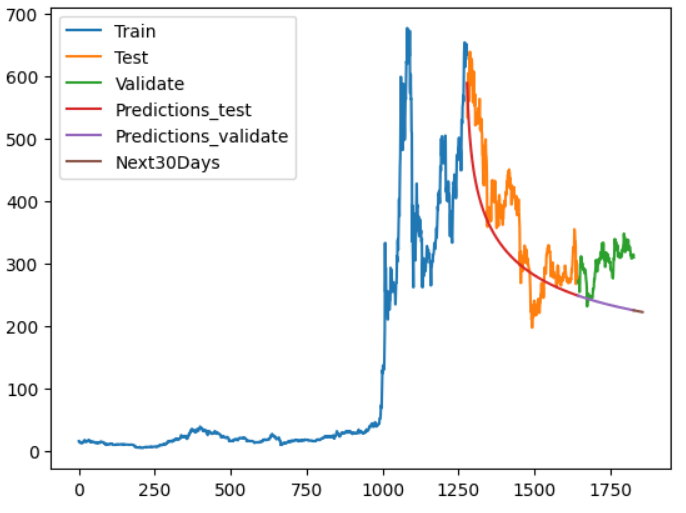 700
600
500
400
300
200
100
0
Train
Test
Validate
Predictions_test
Predictions_validate
Next30Days
0 250 500 750 1000 1250 1500 1750